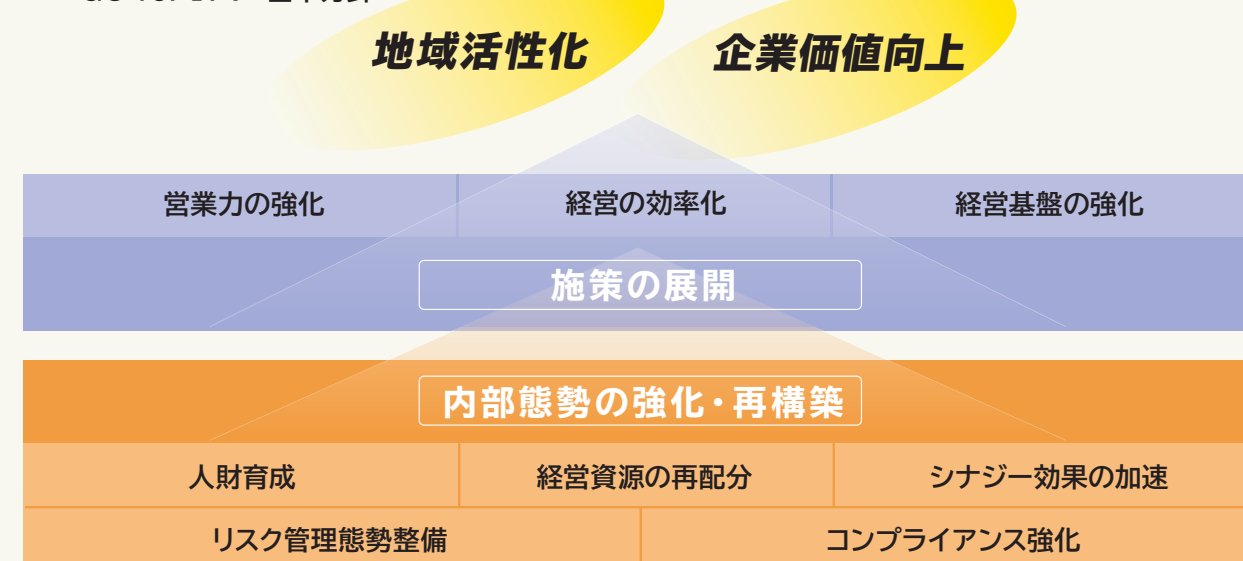 地域活性化
企業価値向上
営業力の強化
経営の効率化
経営基盤の強化
施策の展開
内部態勢の強化・再構築
人財育成
経営資源の再配分
シナジー効果の加速
リスク管理態勢整備
コンプライアンス強化